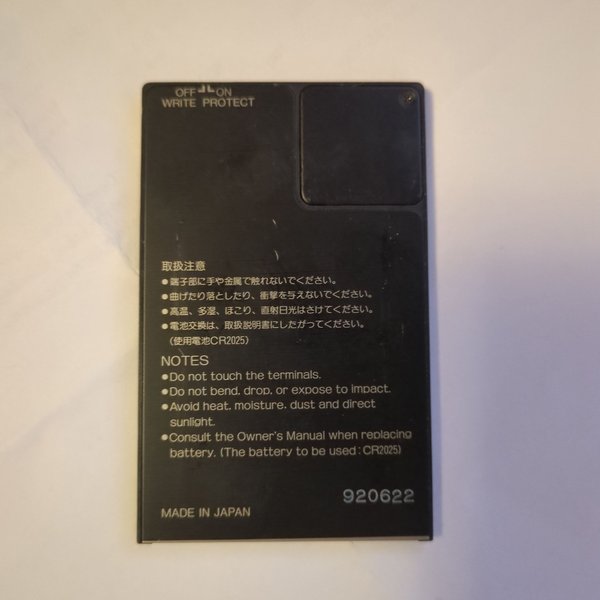 OFF ON
WRITE PROTECT
取扱注意
●端子部に手や金属で触れないでください。
●曲げたり落としたり、衝撃を与えないでください。
●高温、多湿、ほこり、直射日光はさけてください。
●電池交換は、取扱説明書にしたがってください。
(使用電池CR2025)
NOTES
●Do not touch the terminals.
●Do not bend, drop, or expose to impact.
●Avoid heat, moisture, dust and direct
sunlight.
●Consult the Owner's Manual when replacing
battery. (The battery to be used: CR2025)
920622
MADE IN JAPAN